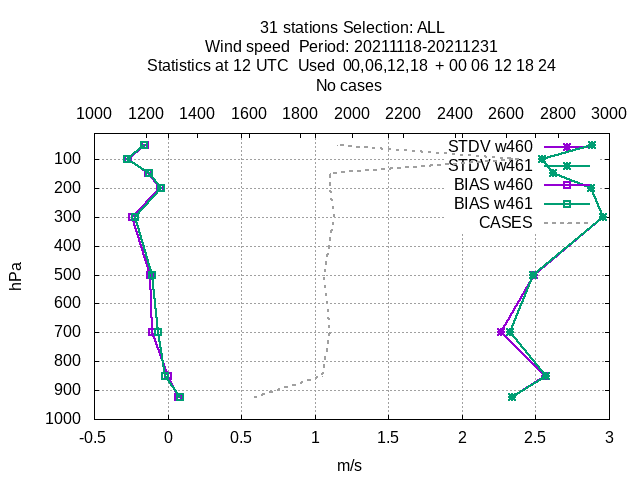 31 stations Selection: ALL
Wind speed  Period: 20211118-20211231
Statistics at 12 UTC  Used  00,06,12,18  + 00 06 12 18 24
No cases
1000 1200 1400 1600 1800 2000 2200 2400 2600 2800 3000
STDV w460
STDV w461
BIAS w460
BIAS w461
CASES
hPa
100
200
300
400
500
600
700
800
900
1000
-0.5 0 0.5 1 1.5 2 2.5 3
m/s